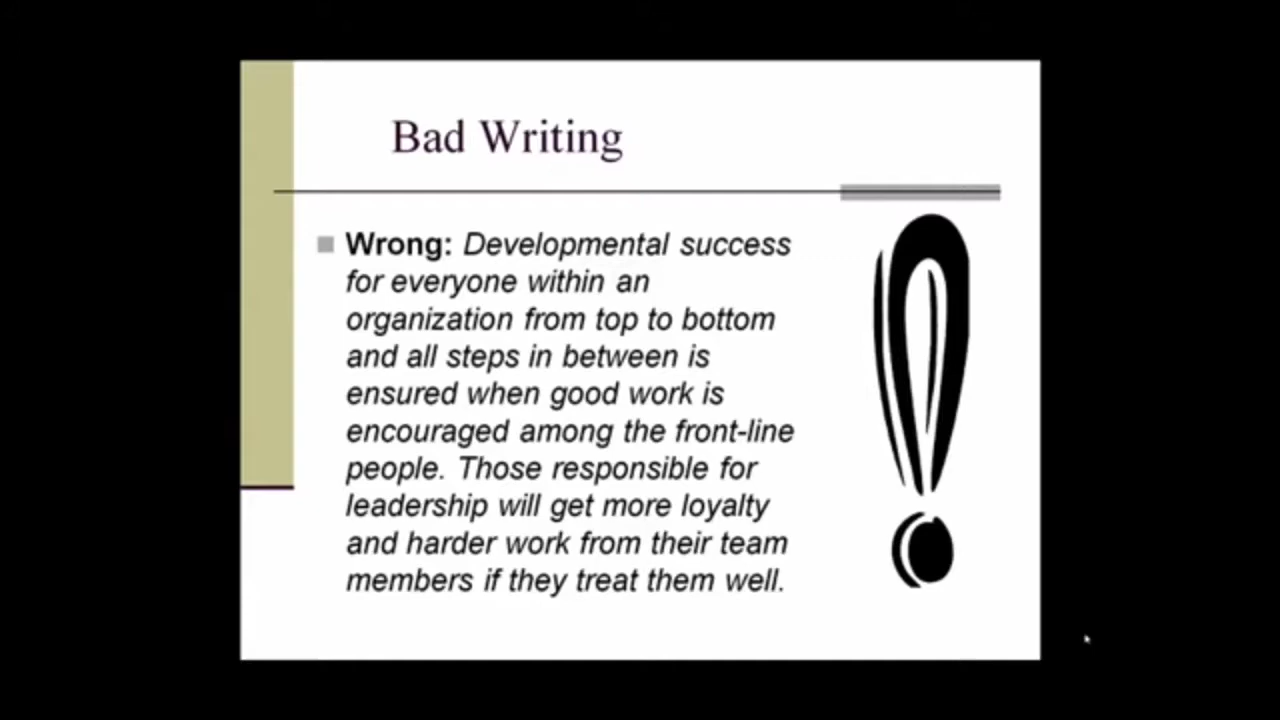 Bad Writing
Wrong: Developmental success
for everyone within an
organization from top to bottom
and all steps in between is
ensured when good work is
encouraged among the front-line
people. Those responsible for
leadership will get more loyalty
and harder work from their team
members if they treat them well.